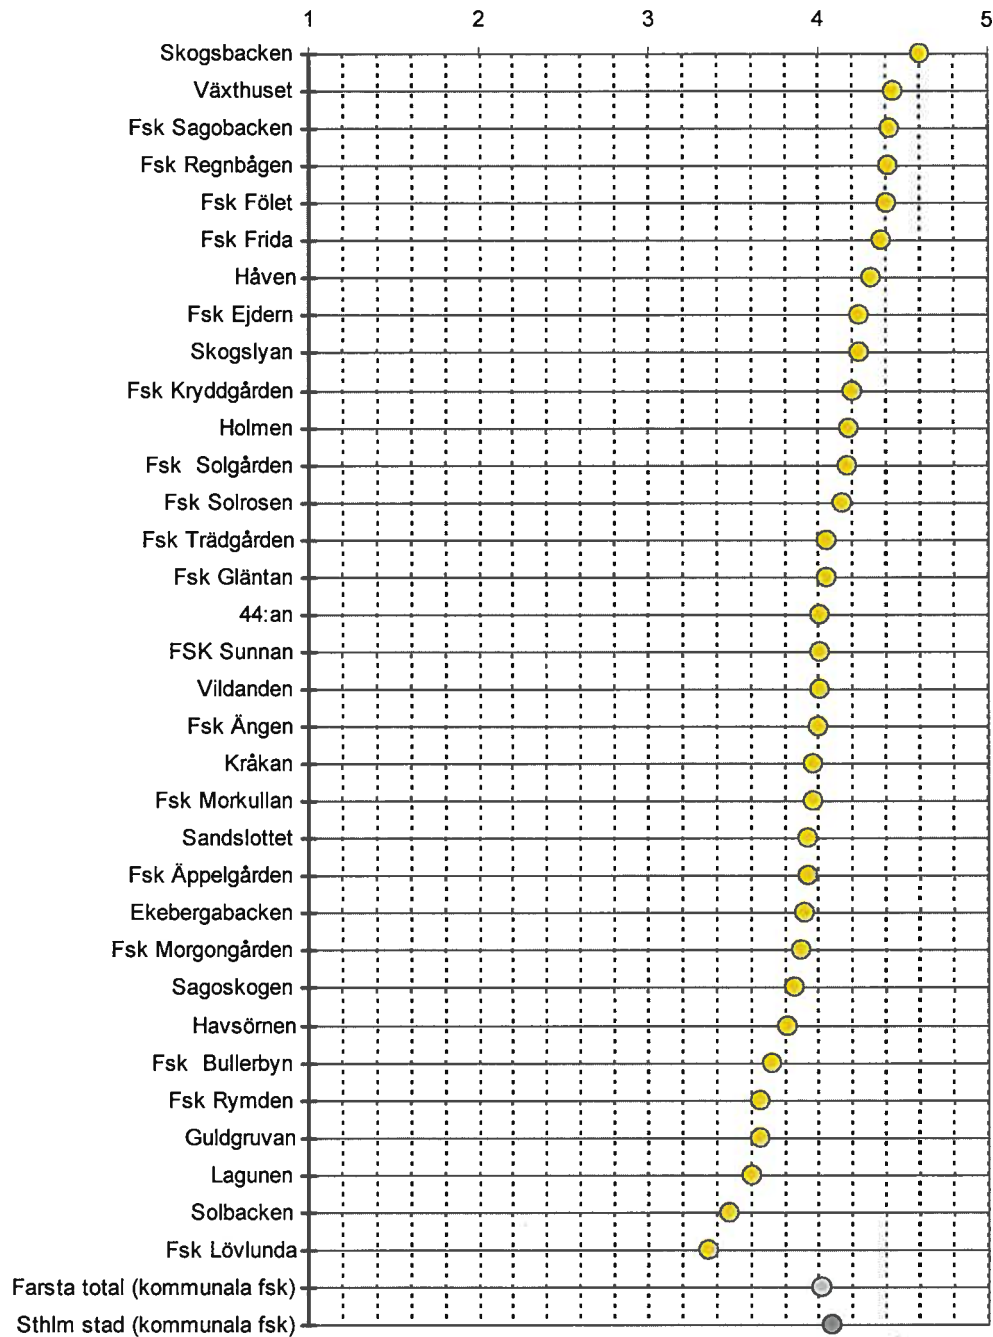 1 2 3 4 5
Skogsbacken
Växthuset
Fsk Sagobacken
Fsk Regnbågen
Fsk Fölet
Fsk Frida
Håven
Fsk Ejdern
Skogslyan
Fsk Kryddgården
Holmen
Fsk Solgården
Fsk Solrosen
Fsk Trädgården
Fsk Gläntan
44:an
FSK Sunnan
Vildanden
Fsk Ängen
Kråkan
Fsk Morkullan
Sandslottet
Fsk Äppelgården
Ekebergabacken
Fsk Morgongården
Sagoskogen
Havsörnen
Fsk Bullerbyn
Fsk Rymden
Guldgruvan
Lagunen
Solbacken
Fsk Lövlunda
Farsta total (kommunala fsk)
Sthlm stad (kommunala fsk)